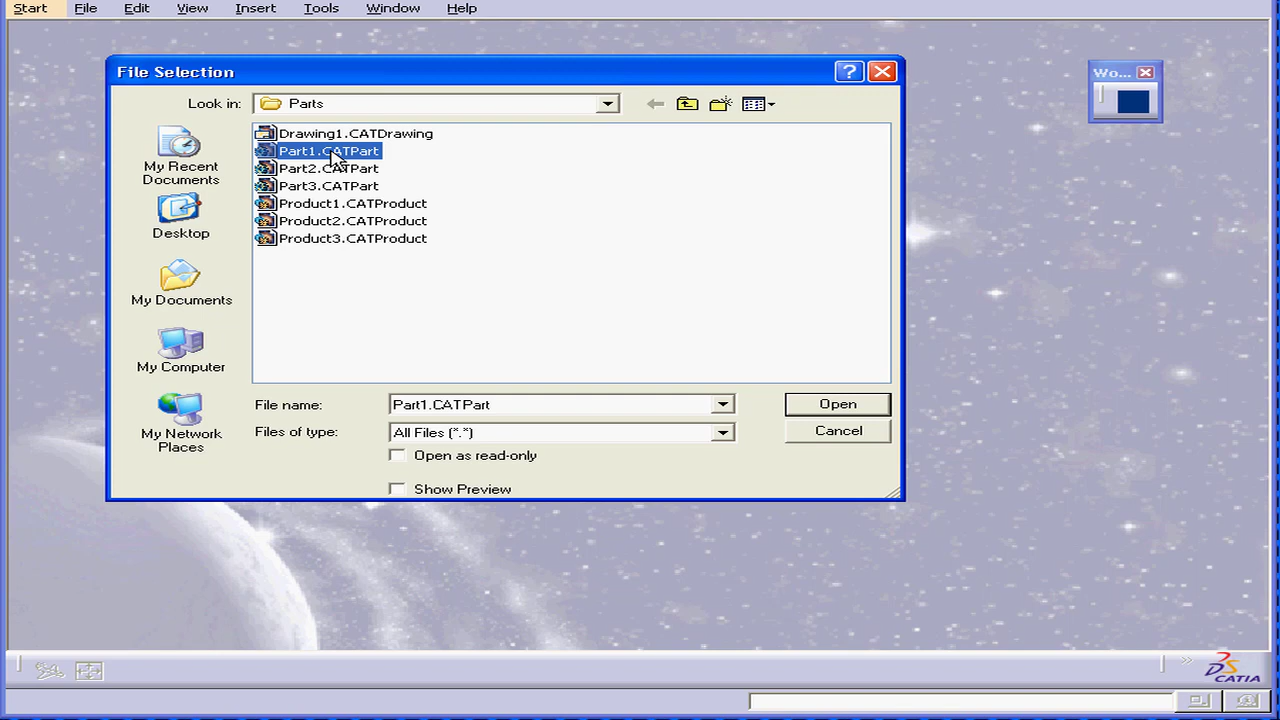 Start File Edit View Insert Tools Window Help
File Selection
Wo...
Look in: Parts
Drawing1.CATDrawing
Part1.CATPart
Part2.CATPart
Part3.CATPart
Product1.CATProduct
Product2.CATProduct
Product3.CATProduct
My Recent
Documents
Desktop
My Documents
My Computer
My Network
Places
File name: Part1.CATPart Open
Files of type: All Files (*.*) Cancel
Open as read-only
Show Preview
CATIA